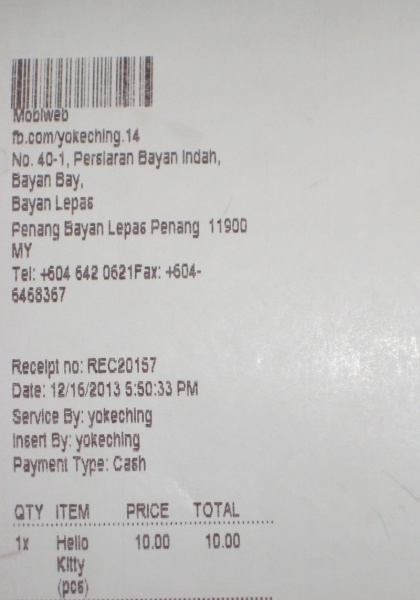 Mobiweb
fb.com/yokeching.14
No. 40-1, Persiaran Bayan Indah,
Bayan Bay,
Bayan Lepas
Penang Bayan Lepas Penang 11900
MY
Tel: +604 642 0621Fax: +604-
6468367
Receipt no: REC20157
Date: 12/16/2013 5:50:33 PM
Service By: yokeching
Insert By: yokeching
Payment Type: Cash
QTY ITEM PRICE TOTAL
1x Hello 10.00 10.00
Kitty
(pcs)